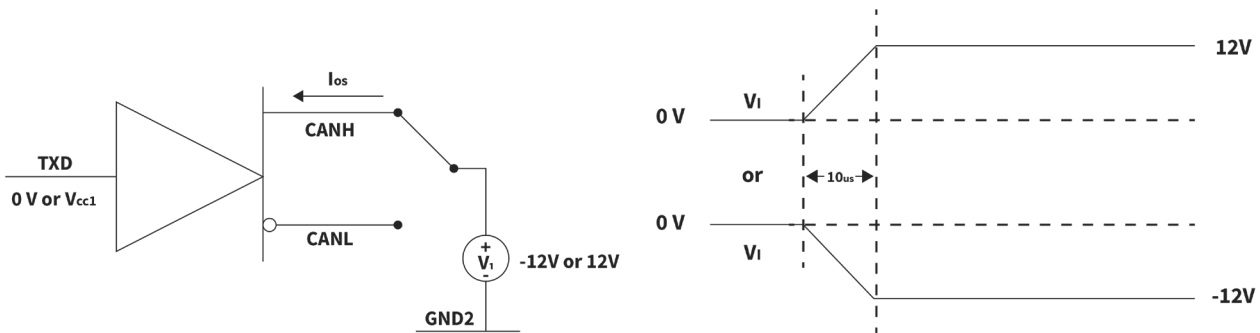 Ios
CANH
TXD
0 V or Vcc1
CANL
+
V1
-
-12V or 12V
GND2
12V
VI
0 V
or
10us
0 V
VI
-12V